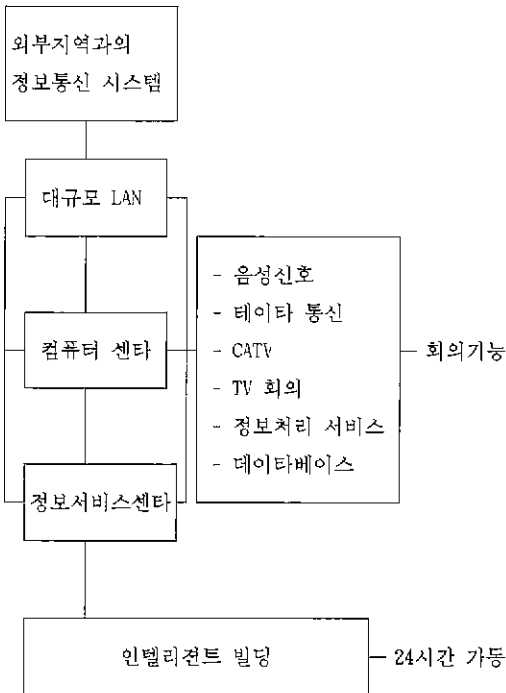 외부지역과의
정보통신 시스템
대규모 LAN
컴퓨터 센타
정보서비스센타
- 음성신호
- 테이타 통신
- CATV
- TV 회의
- 정보처리 서비스
- 데이타베이스
회의기능
인텔리젼트 빌딩
24시간 가동